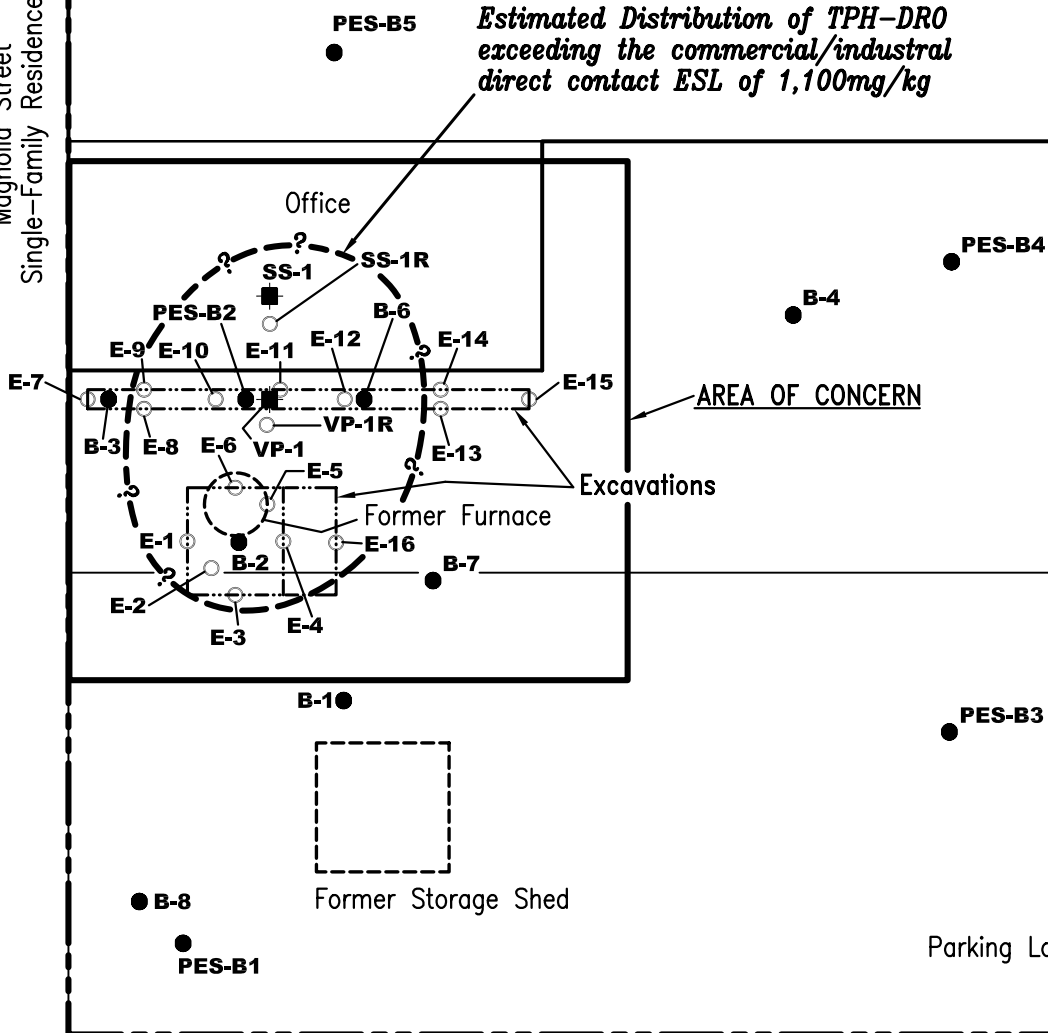 Magnolia Street
Single-Family Residence
PES-B5
Estimated Distribution of TPH-DRO
exceeding the commercial/industral
direct contact ESL of 1,100mg/kg
Office
?
?
SS-1
SS-1R
PES-B4
PES-B2
B-6
B-4
E-9
E-10
E-11
E-12
E-14
?
E-7
E-15
AREA OF CONCERN
B-3
E-8
E-6
VP-1
VP-1R
E-13
E-5
?
?
Excavations
Former Furnace
E-1
B-2
E-16
B-7
?
E-2
E-3
E-4
B-1
PES-B3
Former Storage Shed
B-8
PES-B1
Parking